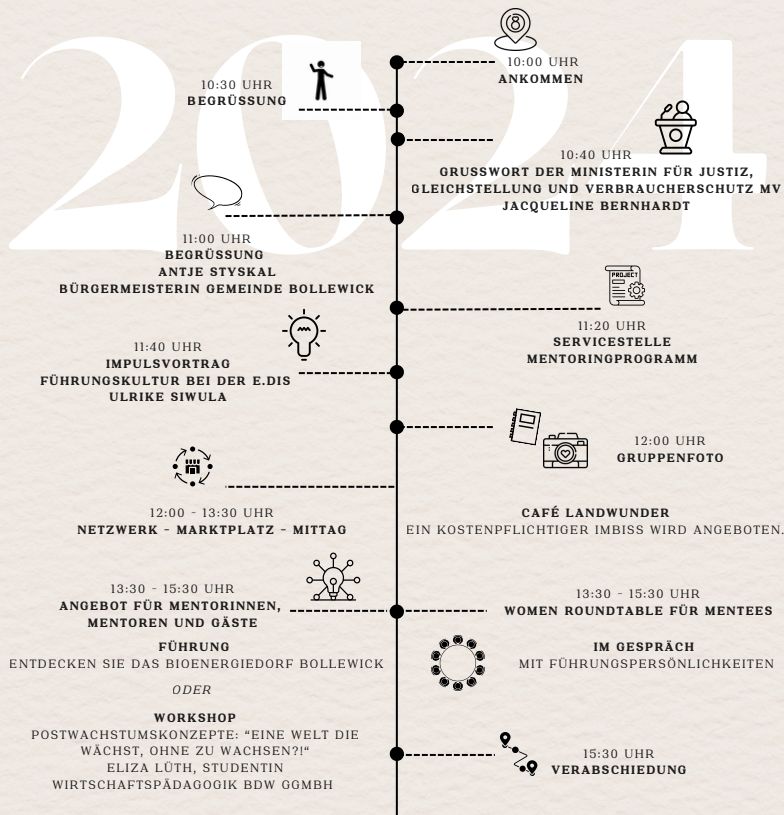 2024
10:00 UHR
ANKOMMEN
10:30 UHR
BEGRÜSSUNG
10:40 UHR
GRUSSWORT DER MINISTERIN FÜR JUSTIZ,
GLEICHSTELLUNG UND VERBRAUCHERSCHUTZ MV
JACQUELINE BERNHARDT
11:00 UHR
BEGRÜSSUNG
ANTJE STYSKAL
BÜRGERMEISTERIN GEMEINDE BOLLEWICK
PROJECT
11:20 UHR
SERVICESTELLE
MENTORINGPROGRAMM
11:40 UHR
IMPULSVORTRAG
FÜHRUNGSKULTUR BEI DER E.DIS
ULRIKE SIWULA
12:00 UHR
GRUPPENFOTO
12:00 - 13:30 UHR
NETZWERK - MARKTPLATZ - MITTAG
CAFÉ LANDWUNDER
EIN KOSTENPFLICHTIGER IMBISS WIRD ANGEBOTEN.
13:30 - 15:30 UHR
ANGEBOT FÜR MENTORINNEN,
MENTOREN UND GÄSTE
FÜHRUNG
ENTDECKEN SIE DAS BIOENERGIEDORF BOLLEWICK
ODER
WORKSHOP
POSTWACHSTUMSKONZEPTE: "EINE WELT DIE
WÄCHST, OHNE ZU WACHSEN?!"
ELIZA LÜTH, STUDENTIN
WIRTSCHAFTSPÄDAGOGIK BDW GGMBH
13:30 - 15:30 UHR
WOMEN ROUNDTABLE FÜR MENTEES
IM GESPRÄCH
MIT FÜHRUNGSPERSÖNLICHKEITEN
15:30 UHR
VERABSCHIEDUNG